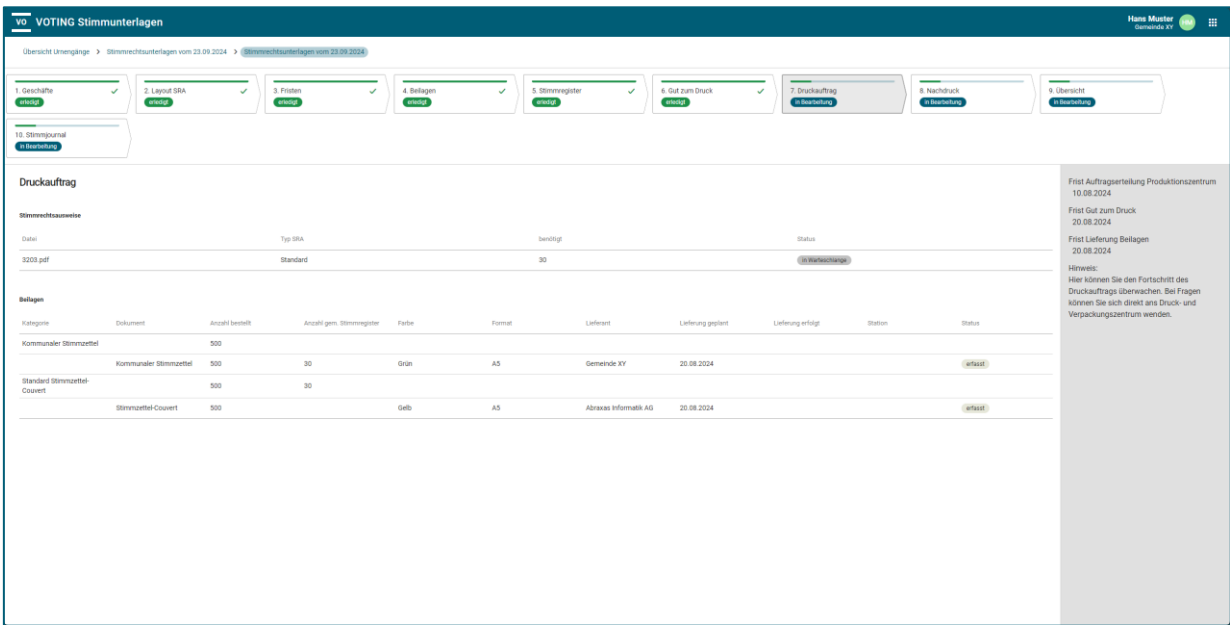 VO VOTING Stimmunterlagen
Hans Muster
Gemeinde XY
HM
Übersicht Urnengänge > Stimmrechtsunterlagen vom 23.09.2024 > Stimmrechtsunterlagen vom 23.09.2024
1. Geschäfte
erledigt
2. Layout SRA
erledigt
3. Fristen
erledigt
4. Beilagen
erledigt
5. Stimmregister
erledigt
6. Gut zum Druck
erledigt
7. Druckauftrag
in Bearbeitung
8. Nachdruck
in Bearbeitung
9. Übersicht
in Bearbeitung
10. Stimmjournal
in Bearbeitung
Druckauftrag
Stimmrechtsausweise
Datei Typ SRA benötigt Status
3203.pdf Standard 30 in Warteschlange
Beilagen
Kategorie Dokument Anzahl bestellt Anzahl gem. Stimmregister Farbe Format Lieferant Lieferung geplant Lieferung erfolgt Station Status
Kommunaler Stimmzettel 500
Kommunaler Stimmzettel 500 30 Grün A5 Gemeinde XY 20.08.2024 erfasst
Standard Stimmzettel-
Couvert 500 30
Stimmzettel-Couvert 500 Gelb A5 Abraxas Informatik AG 20.08.2024 erfasst
Frist Auftragserteilung Produktionszentrum
10.08.2024
Frist Gut zum Druck
20.08.2024
Frist Lieferung Beilagen
20.08.2024
Hinweis:
Hier können Sie den Fortschritt des
Druckauftrags überwachen. Bei Fragen
können Sie sich direkt ans Druck- und
Verpackungszentrum wenden.